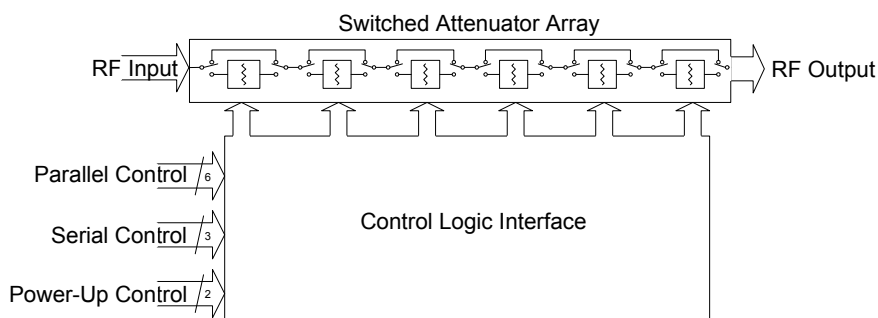 Switched Attenuator Array
RF Input
RF Output
Parallel Control
6
Control Logic Interface
Serial Control
3
Power-Up Control
2